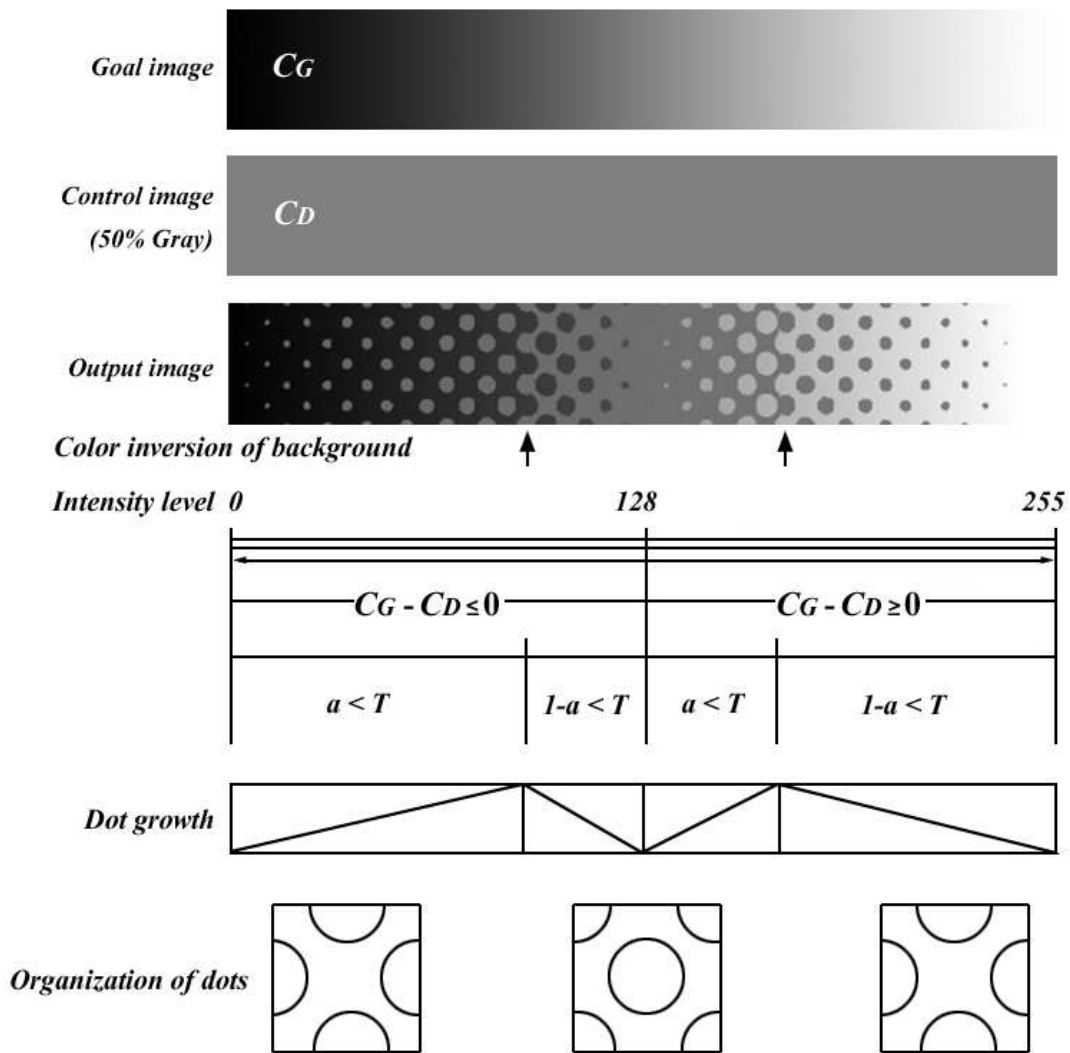 Goal image
CG
Control image
(50% Gray)
CD
Output image
Color inversion of background
Intensity level 0 128 255
CG - CD ≤ 0 CG - CD ≥ 0
a < T 1-a < T a < T 1-a < T
Dot growth
Organization of dots